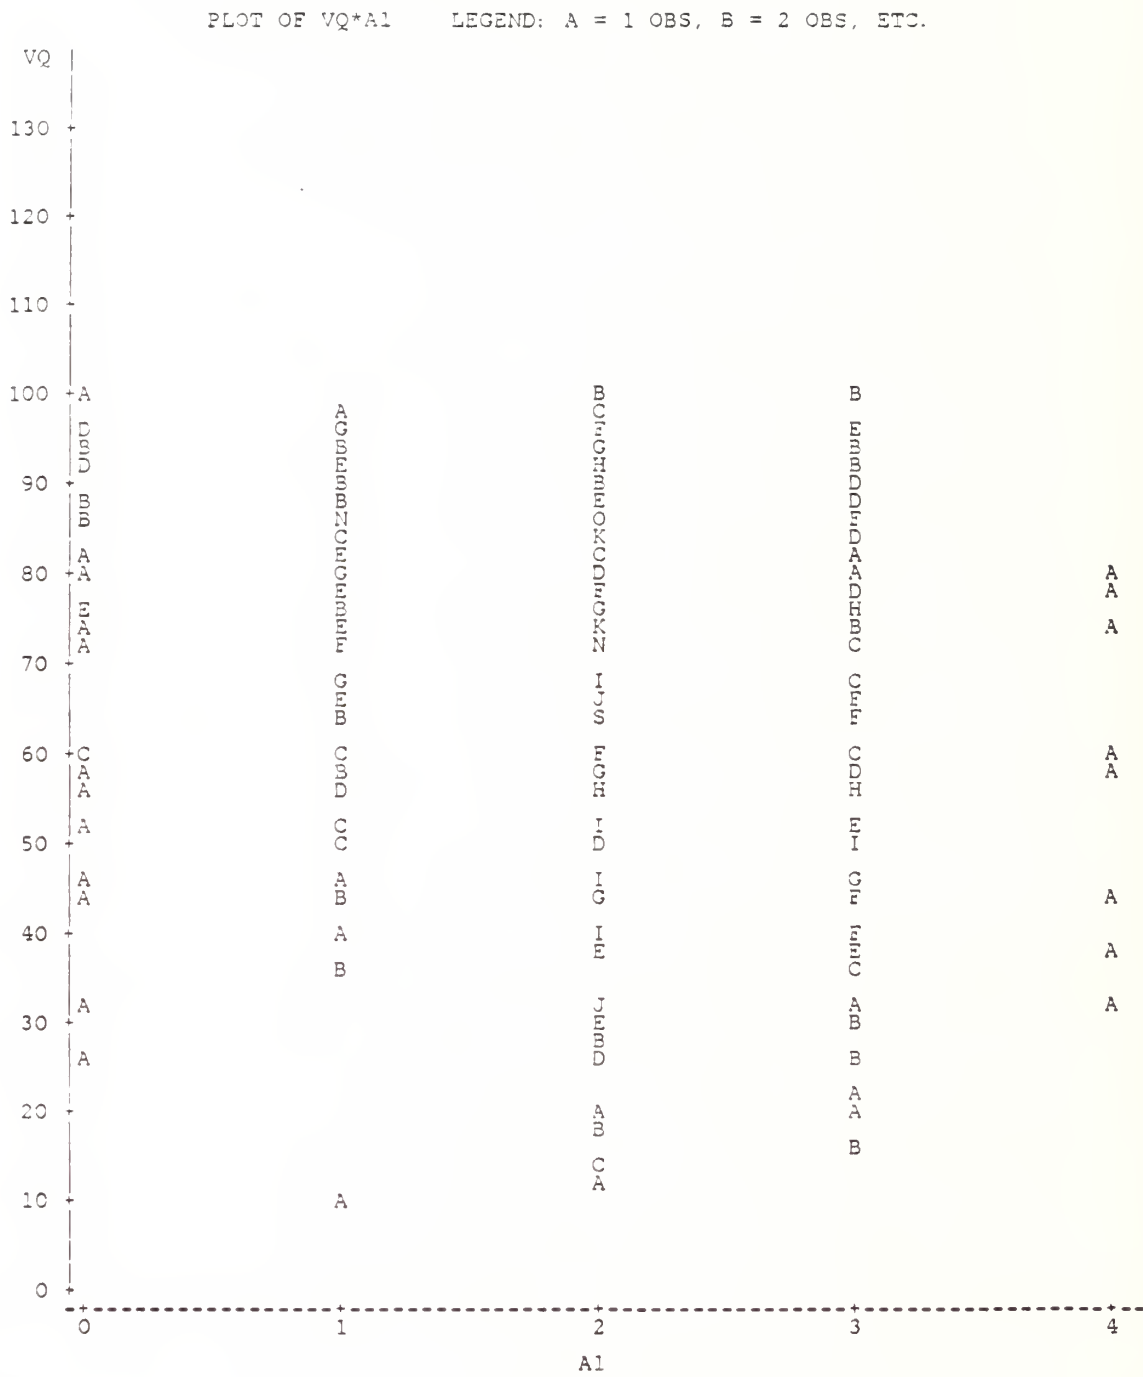 PLOT OF VQ*A1 LEGEND: A = 1 OBS, B = 2 OBS, ETC.
VQ
130
120
110
100 A B B
A C
D G F E
B B G B
D E H B
90 B B D
B B E D
B N O F
C K D
A E C A
80 A G D A A
E F D A
E B G H
A E K B A
A F N C
70
G I C
E J E
B S F
60 C C F C A
A B G D A
A D H H
A C I E
50 C D I
A A I G
A B G F A
40 A I E
E E A
B C
A J A A
30 E B
B
A D B
A
20 A A
B
B
C
A
10 A
0
0 1 2 3 4
A1